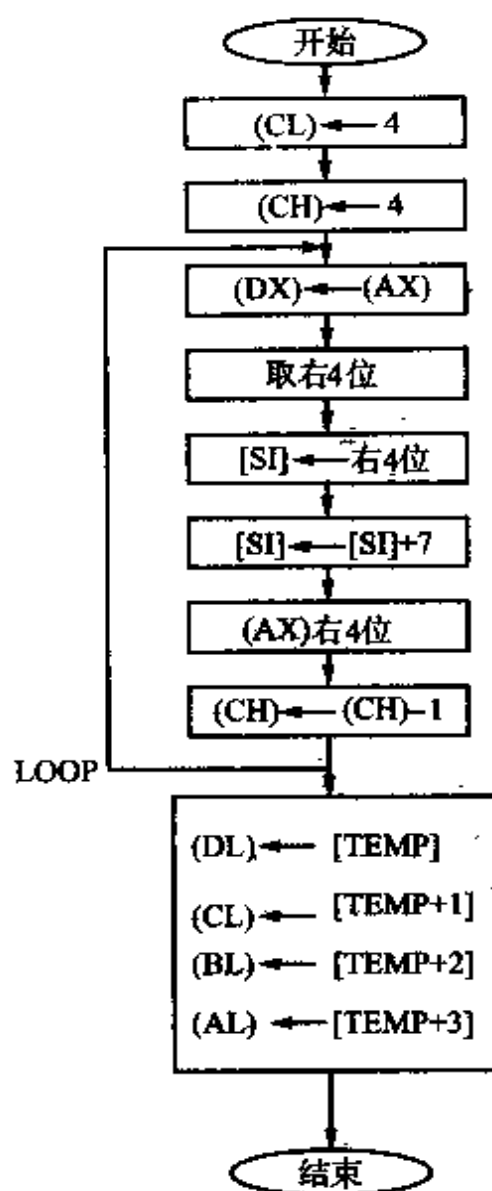 开始
(CL)←4
(CH)←4
(DX)←(AX)
取右4位
[SI]←右4位
[SI]←[SI]+7
(AX)右4位
(CH)←(CH)-1
LOOP
(DL)←[TEMP]
(CL)←[TEMP+1]
(BL)←[TEMP+2]
(AL)←[TEMP+3]
结束